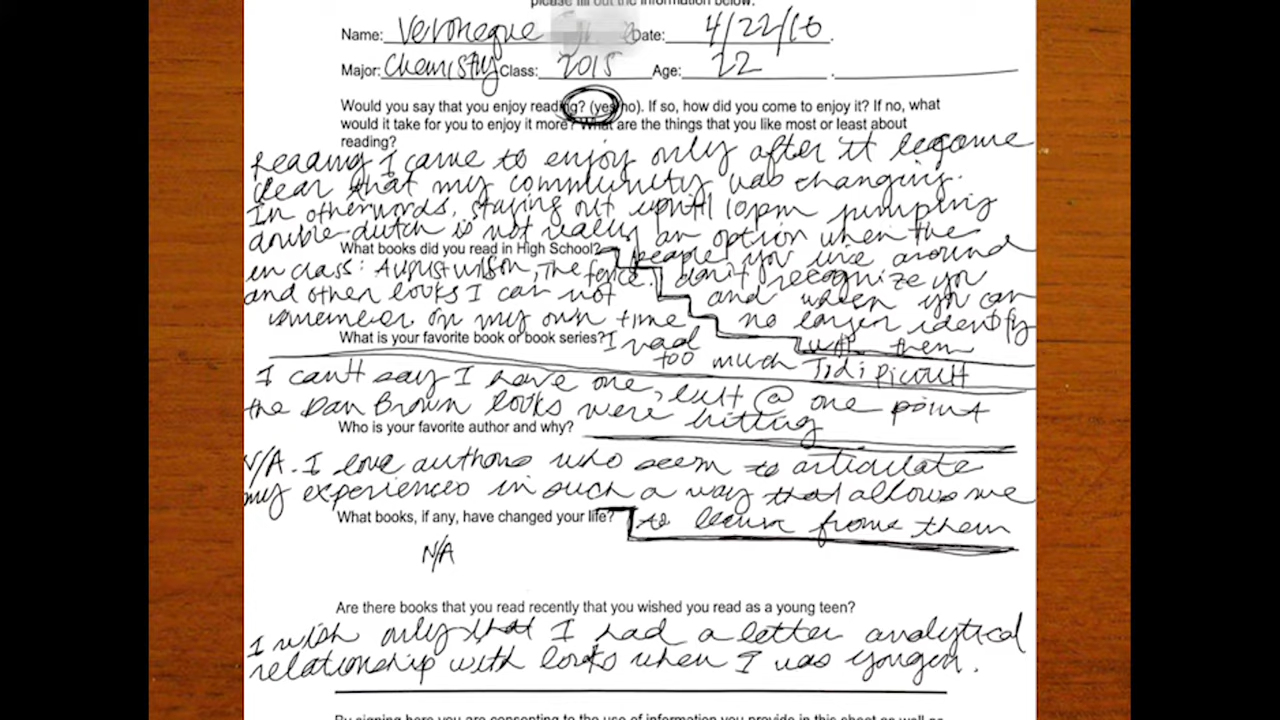 please fill out the information below.
Name: Veroneque Date: 4/22/16.
Major: Chemistry Class: 2015 Age: 22
Would you say that you enjoy reading? (yes/no). If so, how did you come to enjoy it? If no, what
would it take for you to enjoy it more? What are the things that you like most or least about
reading?
Reading I came to enjoy only after it became
clear that my community was changing.
In otherwords, staying out until 10pm jumping
double-dutch is not really an option when the
people you live around
don't recognize you
and when you can
no longer identify
with them
What books did you read in High School?
in class: August Wilson, The fence.
and other books I can not
remember. on my own time
I read
too much Jodi Picoult
What is your favorite book or book series?
I can't say I have one, but @ one point
the Dan Brown books were hitting
Who is your favorite author and why?
N/A. I love authors who seem to articulate
my experiences in such a way that allows me
to learn from them
What books, if any, have changed your life?
N/A
Are there books that you read recently that you wished you read as a young teen?
I wish only that I had a better analytical
relationship with books when I was younger.
By signing here you are consenting to the use of information you provide in this sheet as well as